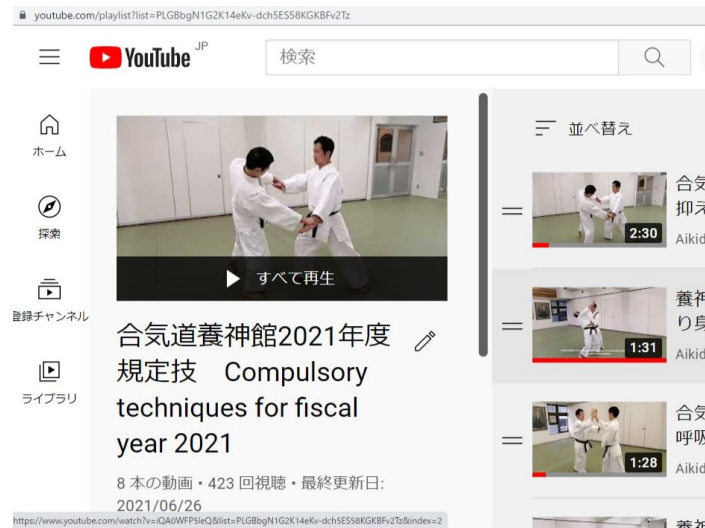 youtube.com/playlist?list=PLGBbgN1G2K14eKv-dch5ES58KGKBFv2Tz
YouTube JP
検索
ホーム
探索
登録チャンネル
ライブラリ
すべて再生
合気道養神館2021年度
規定技　Compulsory
techniques for fiscal
year 2021
8 本の動画・423 回視聴・最終更新日:
2021/06/26
並べ替え
合気
抑え
2:30
Aikid
養神
り身
1:31
Aikid
合気
呼吸
1:28
Aikid
養神
https://www.youtube.com/watch?v=iQA0WFP5leQ&list=PLGBbgN1G2K14eKv-dch5ES58KGKBFv2Tz&index=2